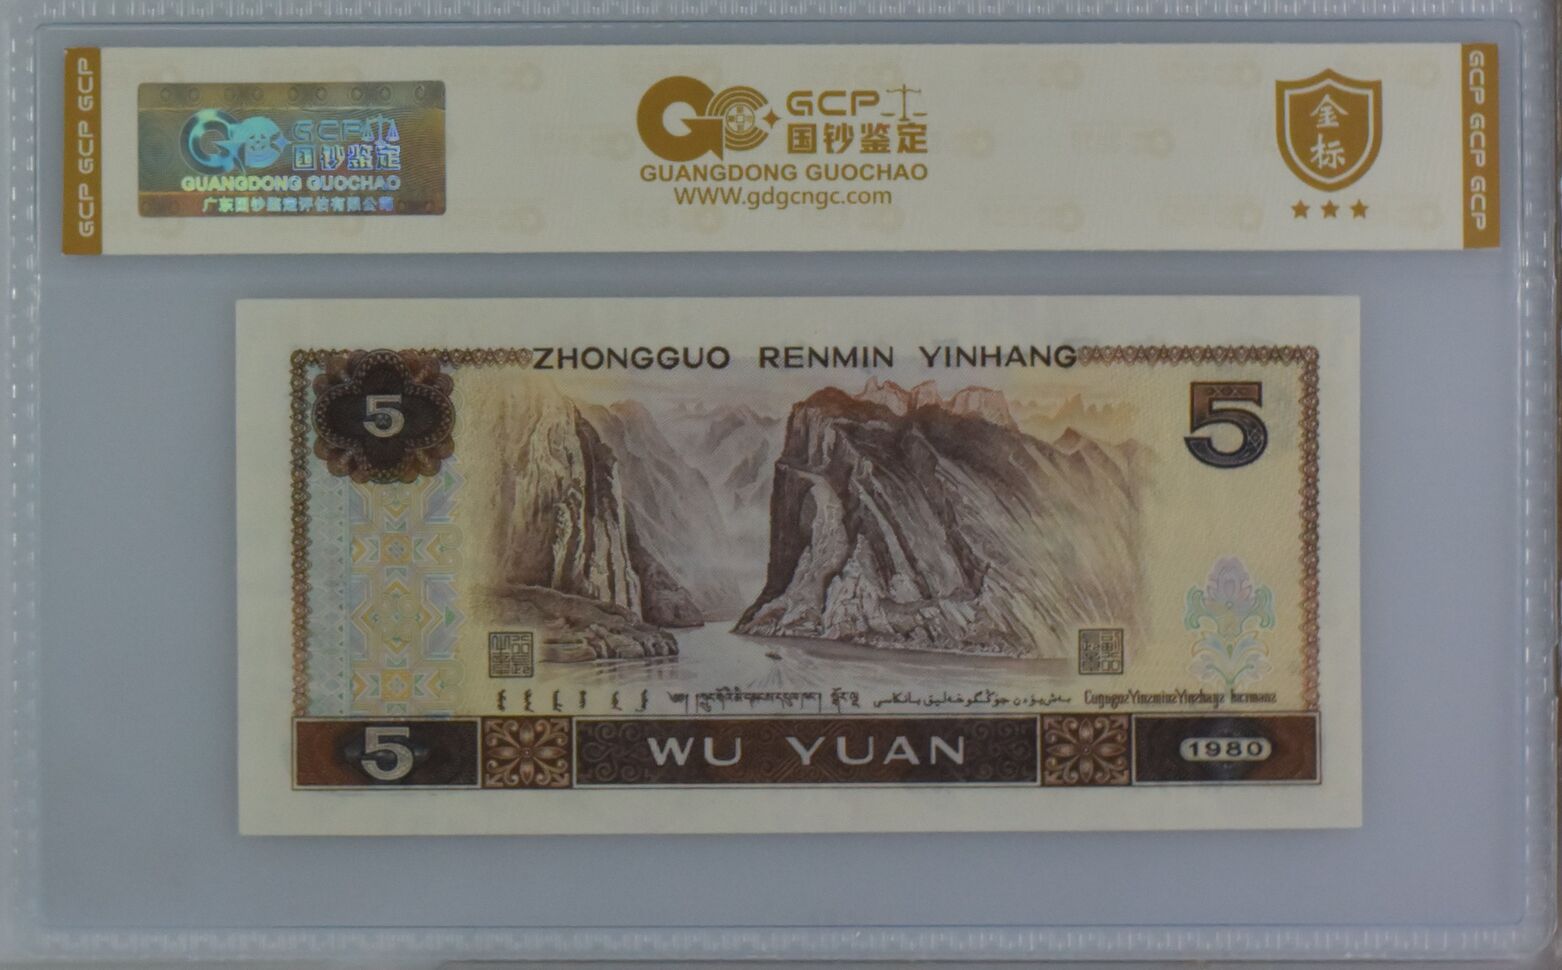 GCP GCP GCP
GCP
国钞鉴定
GUANGDONG GUOCHAO
广东国钞鉴定评估有限公司
GCP
国钞鉴定
GUANGDONG GUOCHAO
WWW.gdgcngc.com
金标
GCP GCP GCP
ZHONGGUO RENMIN YINHANG
5
5
5
WU YUAN
1980